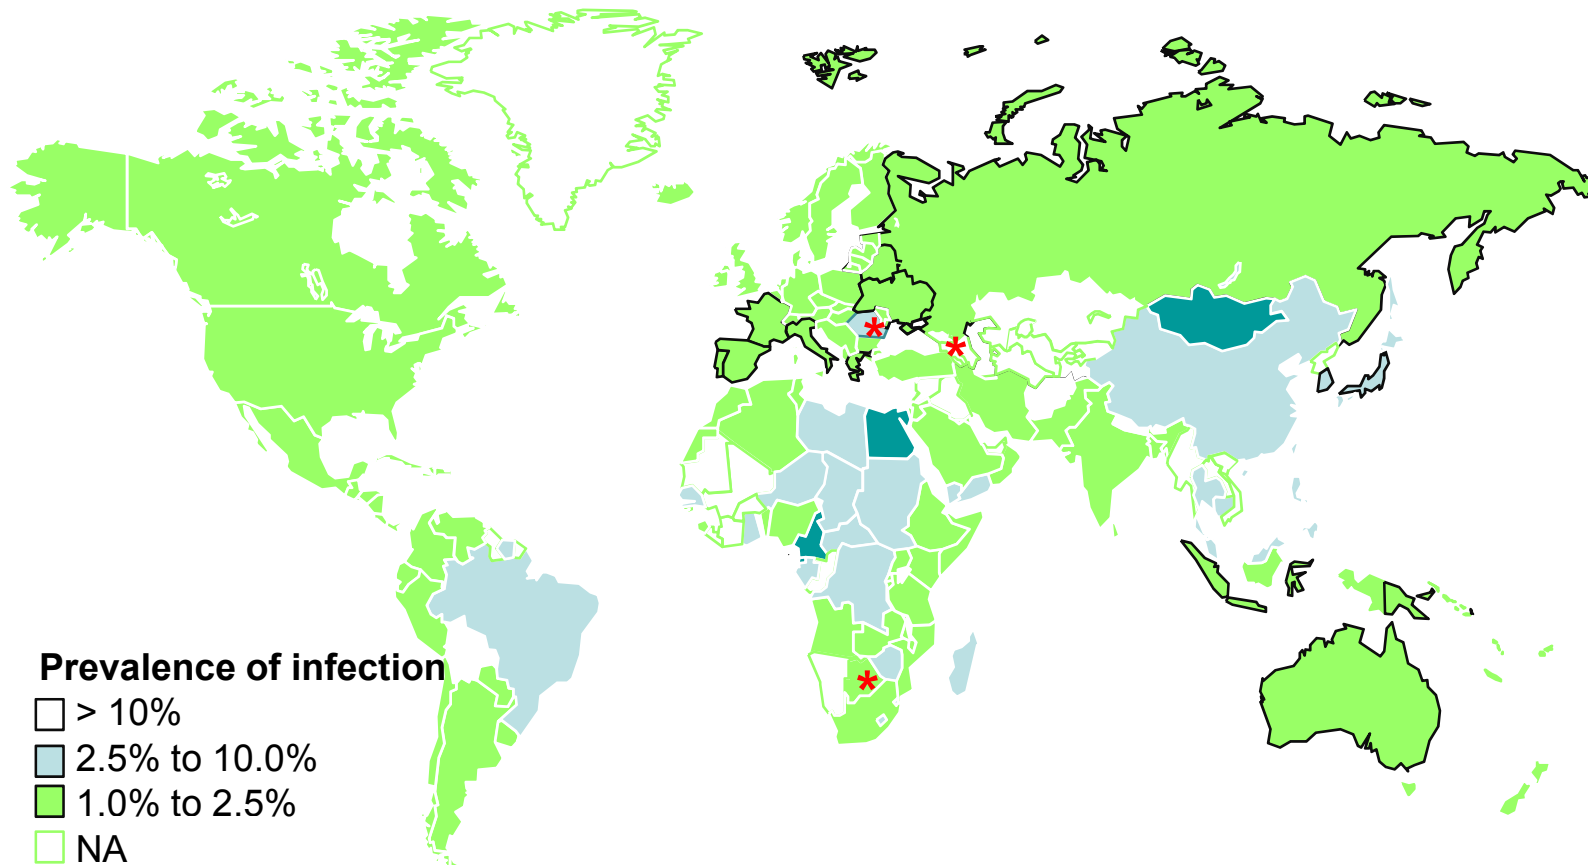 Prevalence of infection
> 10%
2.5% to 10.0%
1.0% to 2.5%
NA
*
*
*